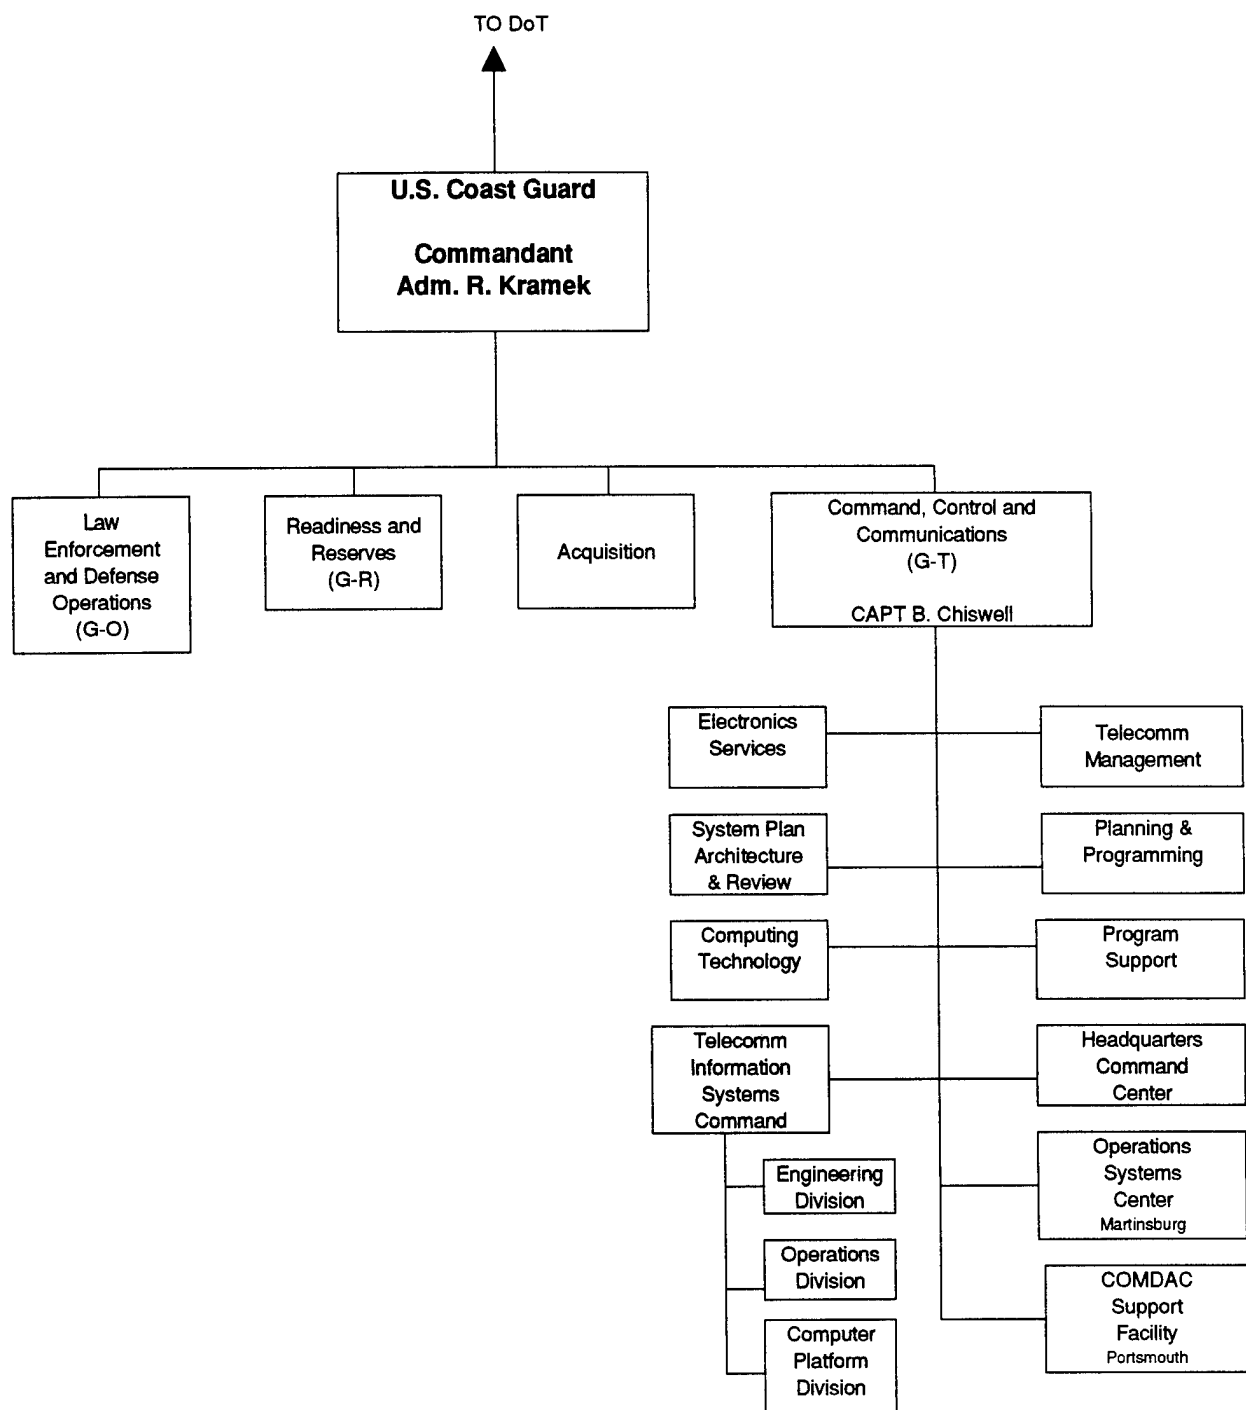 TO DoT
U.S. Coast Guard
Commandant
Adm. R. Kramek
Law
Enforcement
and Defense
Operations
(G-O)
Readiness and
Reserves
(G-R)
Acquisition
Command, Control and
Communications
(G-T)
CAPT B. Chiswell
Electronics
Services
Telecomm
Management
System Plan
Architecture
& Review
Planning &
Programming
Computing
Technology
Program
Support
Telecomm
Information
Systems
Command
Headquarters
Command
Center
Engineering
Division
Operations
Division
Computer
Platform
Division
Operations
Systems
Center
Martinsburg
COMDAC
Support
Facility
Portsmouth